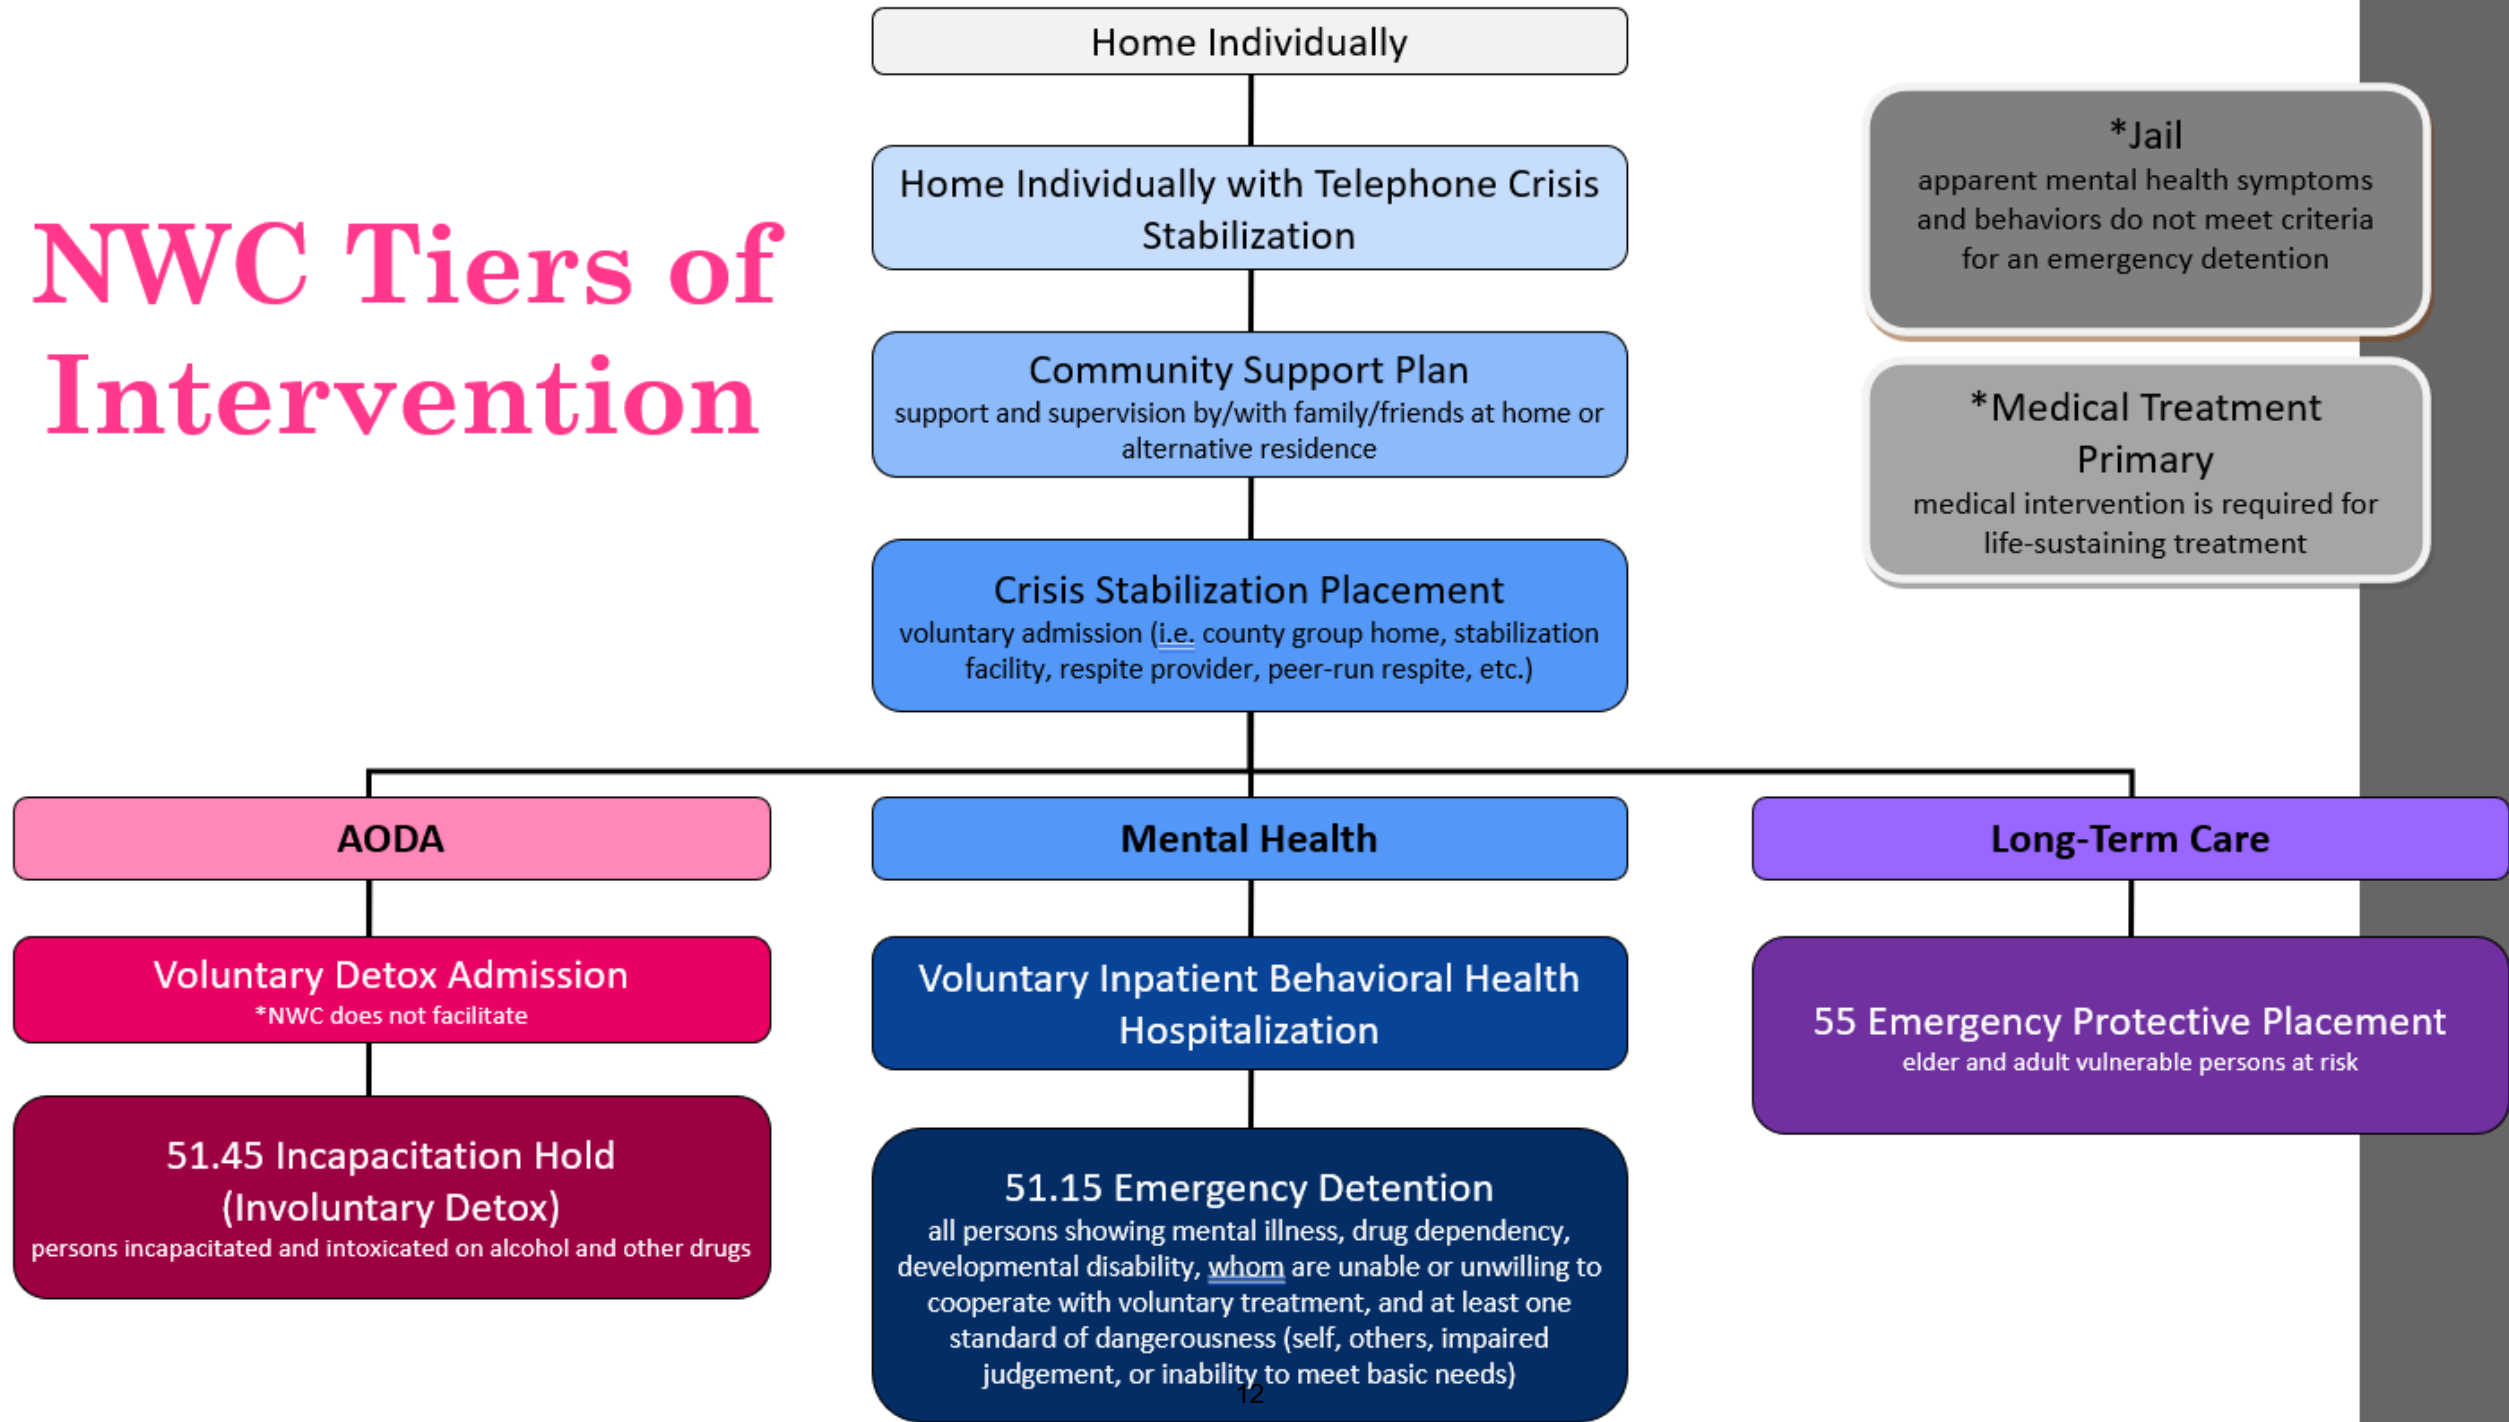 NWC Tiers of
Intervention
Home Individually
Home Individually with Telephone Crisis
Stabilization
Community Support Plan
support and supervision by/with family/friends at home or
alternative residence
Crisis Stabilization Placement
voluntary admission (i.e. county group home, stabilization
facility, respite provider, peer-run respite, etc.)
*Jail
apparent mental health symptoms
and behaviors do not meet criteria
for an emergency detention
*Medical Treatment
Primary
medical intervention is required for
life-sustaining treatment
AODA
Voluntary Detox Admission
*NWC does not facilitate
51.45 Incapacitation Hold
(Involuntary Detox)
persons incapacitated and intoxicated on alcohol and other drugs
Mental Health
Voluntary Inpatient Behavioral Health
Hospitalization
51.15 Emergency Detention
all persons showing mental illness, drug dependency,
developmental disability, whom are unable or unwilling to
cooperate with voluntary treatment, and at least one
standard of dangerousness (self, others, impaired
judgement, or inability to meet basic needs)
12
Long-Term Care
55 Emergency Protective Placement
elder and adult vulnerable persons at risk